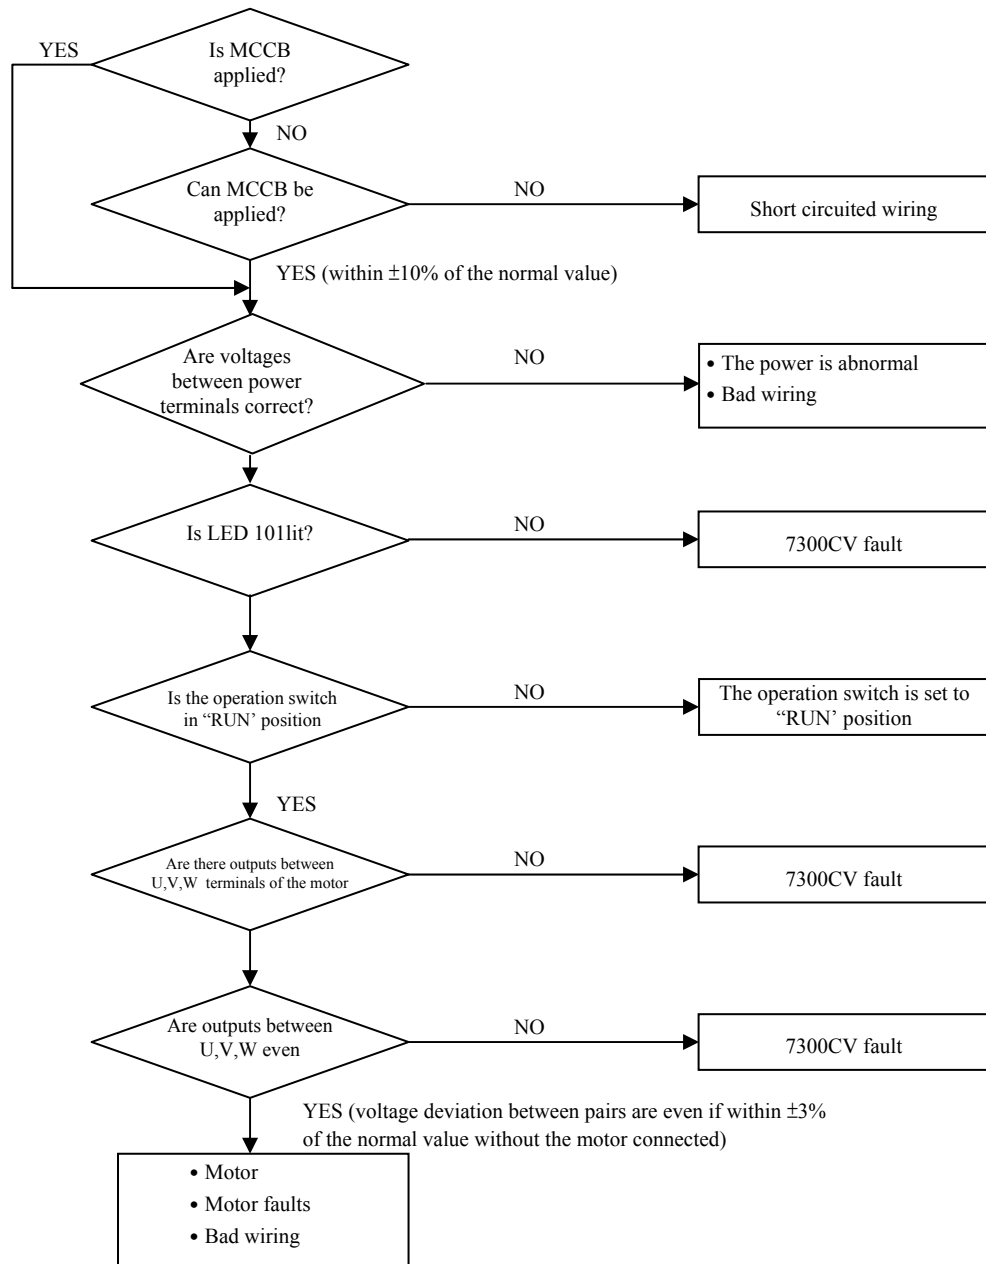 YES
Is MCCB
applied?
NO
Can MCCB be
applied?
NO
Short circuited wiring
YES (within ±10% of the normal value)
Are voltages
between power
terminals correct?
NO
• The power is abnormal
• Bad wiring
Is LED 101lit?
NO
7300CV fault
Is the operation switch
in “RUN’ position
NO
The operation switch is set to
“RUN’ position
YES
Are there outputs between
U,V,W terminals of the motor
NO
7300CV fault
Are outputs between
U,V,W even
NO
7300CV fault
YES (voltage deviation between pairs are even if within ±3%
of the normal value without the motor connected)
• Motor
• Motor faults
• Bad wiring